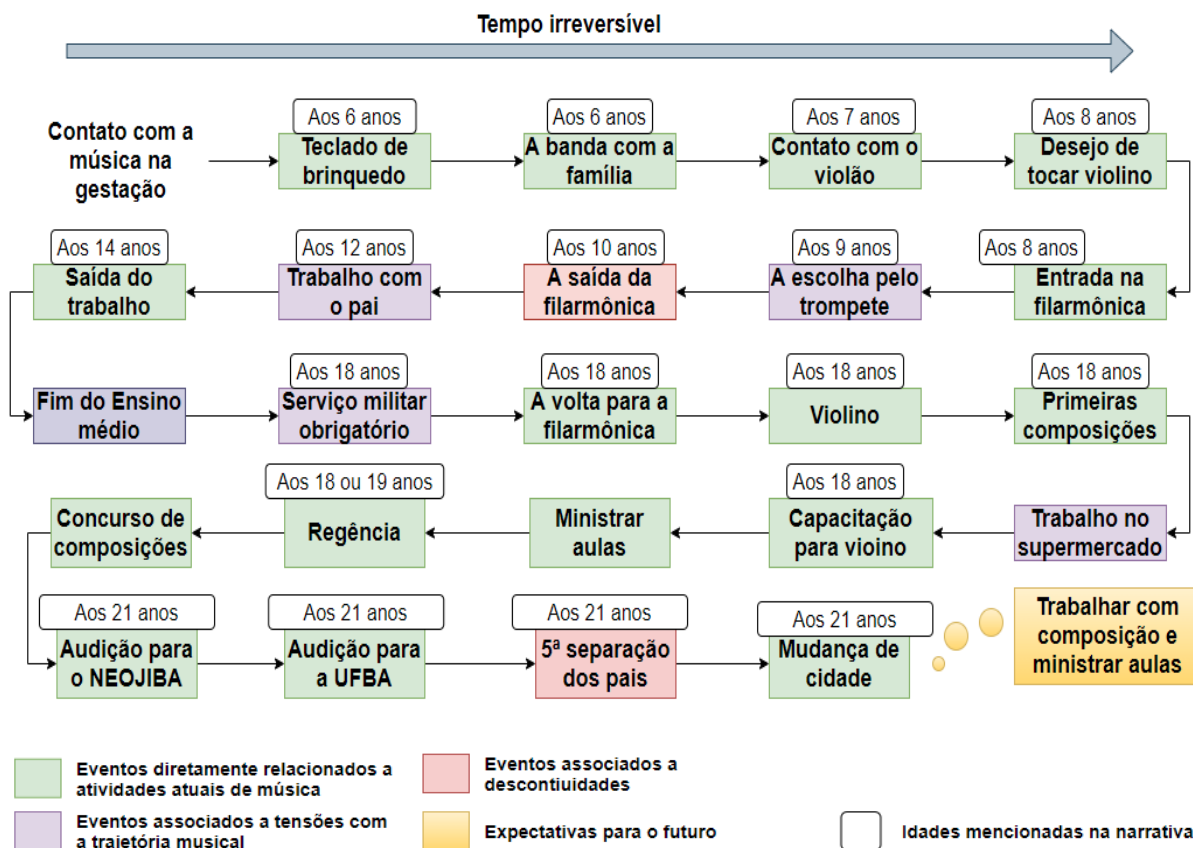 Tempo irreversível
Contato com a
música na
gestação
Aos 6 anos
Teclado de
brinquedo
Aos 6 anos
A banda com a
família
Aos 7 anos
Contato com o
violão
Aos 8 anos
Desejo de
tocar violino
Aos 8 anos
Entrada na
filarmônica
Aos 9 anos
A escolha pelo
trompete
Aos 10 anos
A saída da
filarmônica
Aos 12 anos
Trabalho com
o pai
Aos 14 anos
Saída do
trabalho
Fim do Ensino
médio
Aos 18 anos
Serviço militar
obrigatório
Aos 18 anos
A volta para a
filarmônica
Aos 18 anos
Violino
Aos 18 anos
Primeiras
composições
Trabalho no
supermercado
Aos 18 anos
Capacitação
para vioino
Ministrar
aulas
Aos 18 ou 19 anos
Regência
Concurso de
composições
Aos 21 anos
Audição para
o NEOJIBA
Aos 21 anos
Audição para
a UFBA
Aos 21 anos
5ª separação
dos pais
Aos 21 anos
Mudança de
cidade
Trabalhar com
composição e
ministrar aulas
Eventos diretamente relacionados a
atividades atuais de música
Eventos associados a
descontiuidades
Eventos associados a tensões com
a trajetória musical
Expectativas para o futuro
Idades mencionadas na narrativa